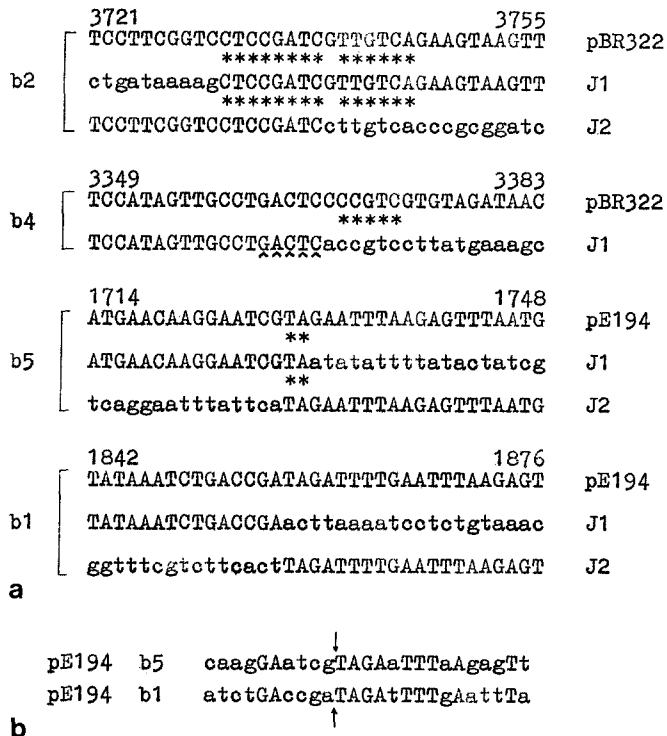 3721 3755
TCCTTCGGTCCTCCGATCGTTGTCAGAAGTAAGTT pBR322
******** ******
b2 ctgataaaagCTCCGATCGTTGTCAGAAGTAAGTT J1
******** ******
TCCTTCGGTCCTCCGATCcttgtcacccgcggatc J2
3349 3383
TCCATAGTTGCCTGACTCCCCGTCGTGTAGATAAC pBR322
*****
b4
TCCATAGTTGCCTGACTCaccgtccttatgaaagc J1
^^^^^
1714 1748
ATGAACAAGGAATCGTAGAATTTAAGAGTTTAATG pE194
**
b5 ATGAACAAGGAATCGTAatatattttatactatcg J1
**
tcaggaatttattcaTAGAATTTAAGAGTTTAATG J2
1842 1876
TATAAATCTGACCGATAGATTTTGAATTTAAGAGT pE194
b1 TATAAATCTGACCGAacttaaaatcctctgtaaac J1
ggtttcgtcttcactTAGATTTTGAATTTAAGAGT J2
a
↓
pE194 b5 caagGAatcgTAGAaTTTaAgagTt
pE194 b1 atctGAccgaTAGAtTTTgAattTa
↑
b